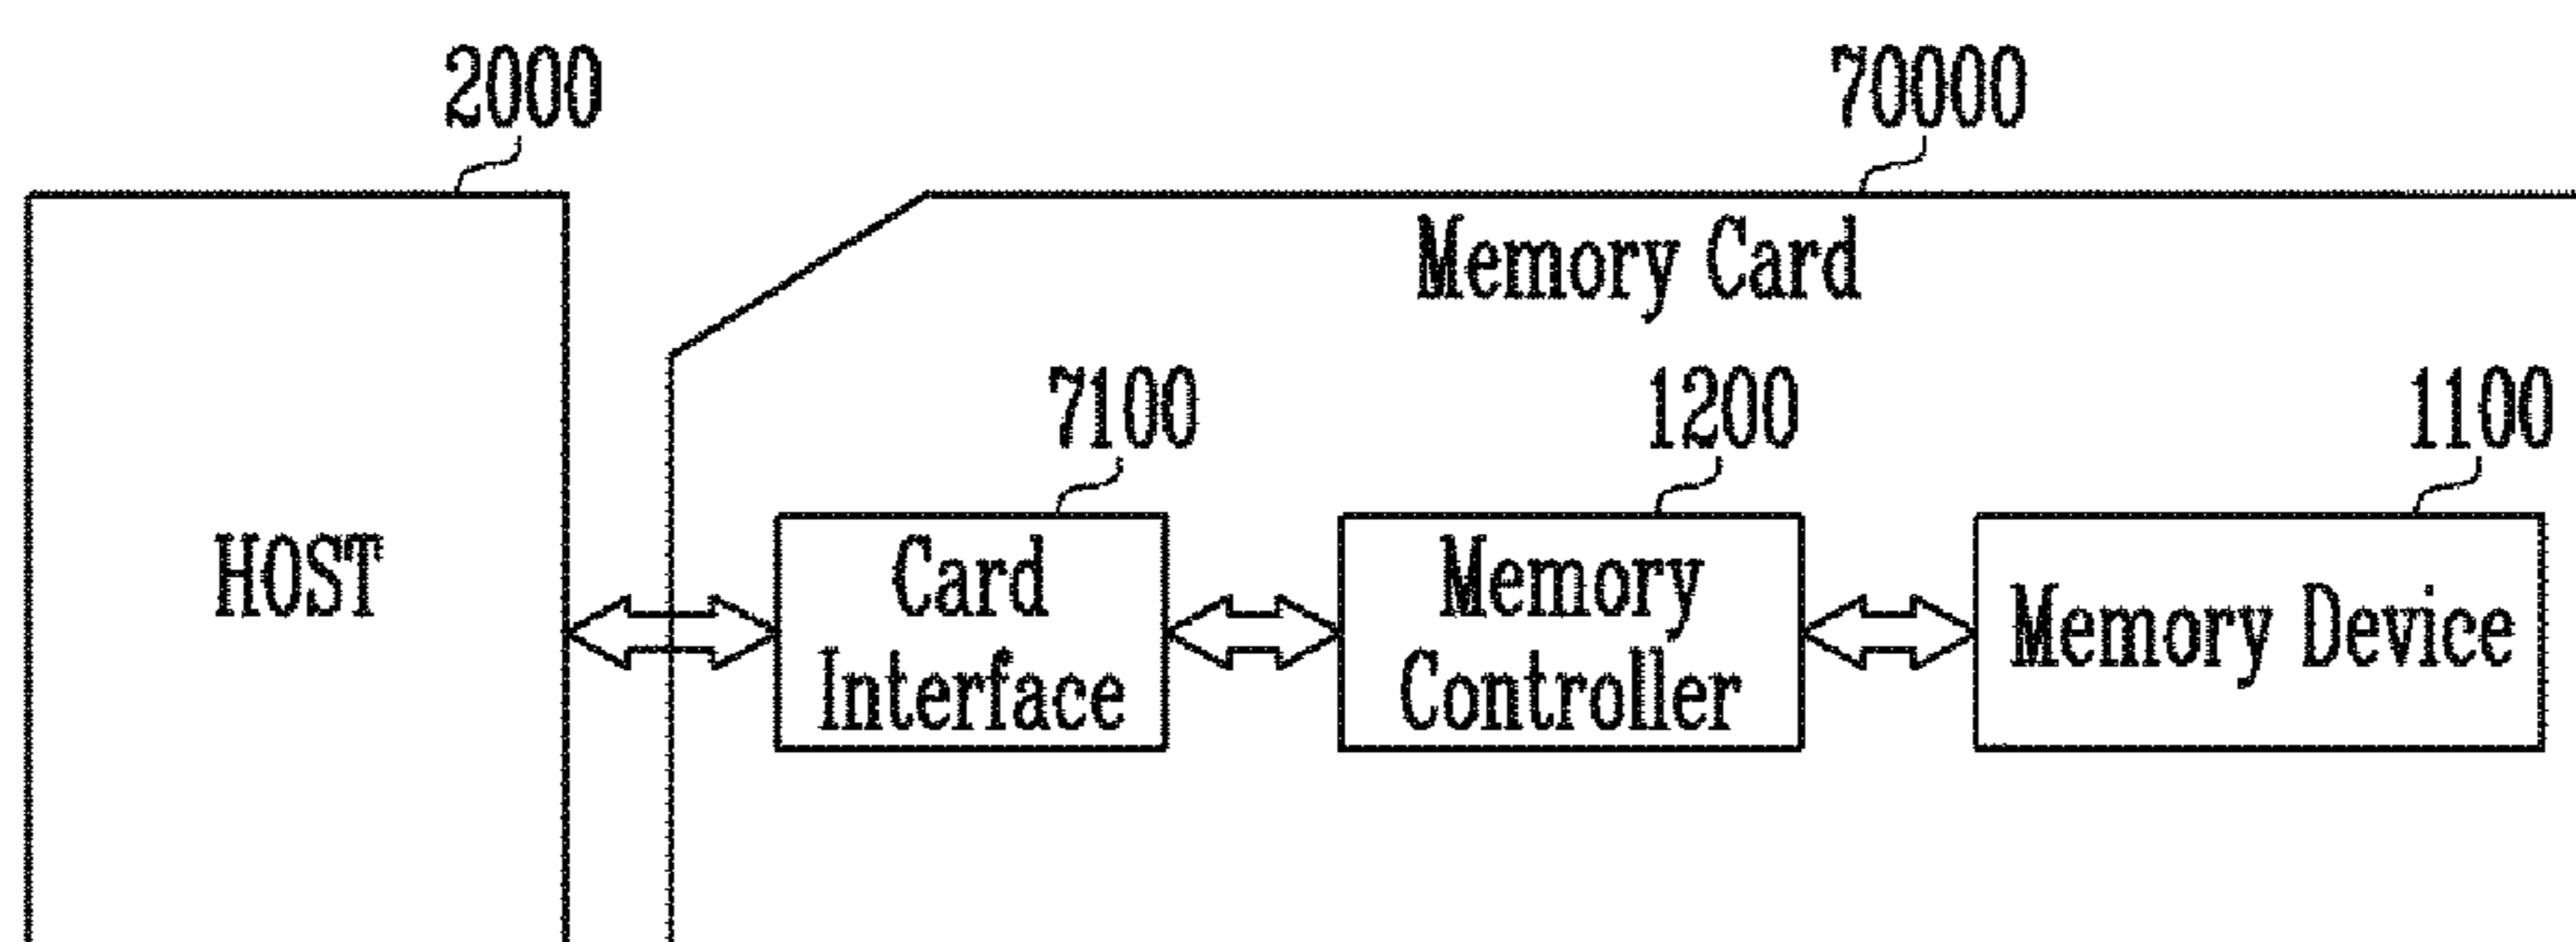 2000
70000
Memory Card
7100
1200
1100
HOST
Card
Interface
Memory
Controller
Memory Device